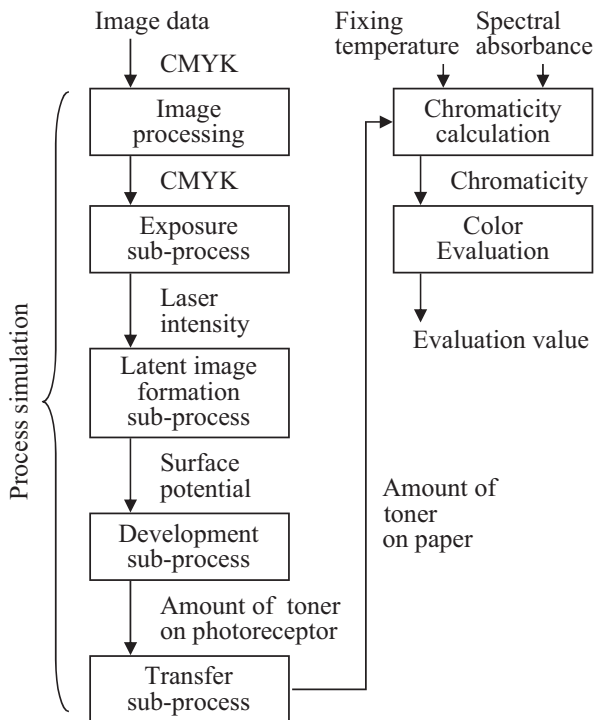 Image data
CMYK
Image
processing
CMYK
Exposure
sub-process
Laser
intensity
Latent image
formation
sub-process
Surface
potential
Development
sub-process
Amount of toner
on photoreceptor
Transfer
sub-process
Process simulation
Amount of
toner
on paper
Fixing
temperature
Spectral
absorbance
Chromaticity
calculation
Chromaticity
Color
Evaluation
Evaluation value